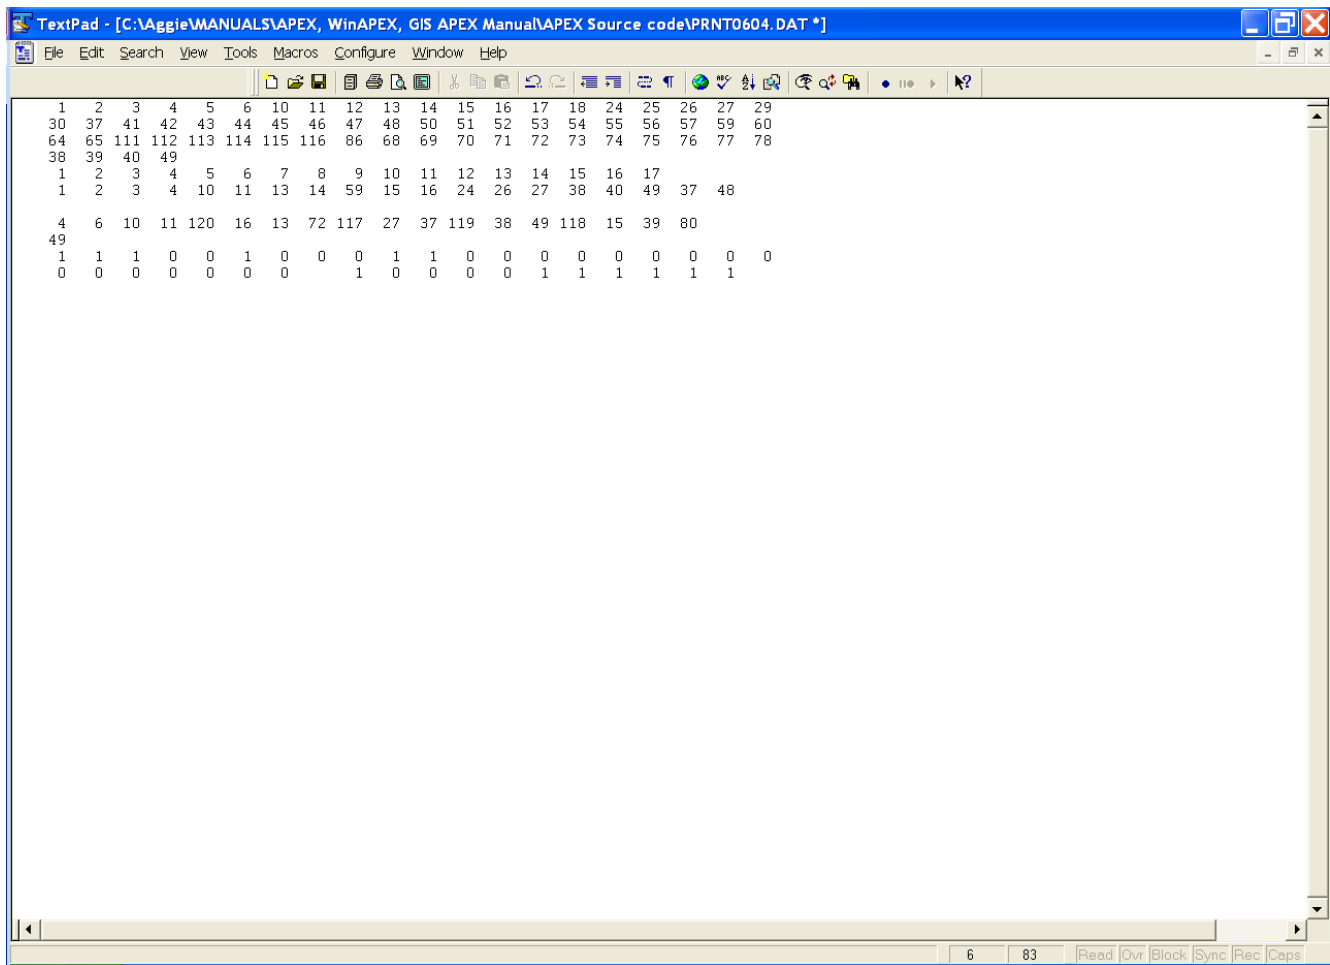 TextPad - [C:\Aggie\MANUALS\APEX, WinAPEX, GIS APEX Manual\APEX Source code\PRNT0604.DAT *]
File Edit Search View Tools Macros Configure Window Help
1 2 3 4 5 6 10 11 12 13 14 15 16 17 18 24 25 26 27 29
30 37 41 42 43 44 45 46 47 48 50 51 52 53 54 55 56 57 59 60
64 65 111 112 113 114 115 116 86 68 69 70 71 72 73 74 75 76 77 78
38 39 40 49
1 2 3 4 5 6 7 8 9 10 11 12 13 14 15 16 17
1 2 3 4 10 11 13 14 59 15 16 24 26 27 38 40 49 37 48
4 6 10 11 120 16 13 72 117 27 37 119 38 49 118 15 39 80
49
1 1 1 0 0 1 0 0 0 1 1 0 0 0 0 0 0 0 0 0
0 0 0 0 0 0 0 1 0 0 0 0 1 1 1 1 1 1
6 83 Read Ovr Block Sync Rec Caps